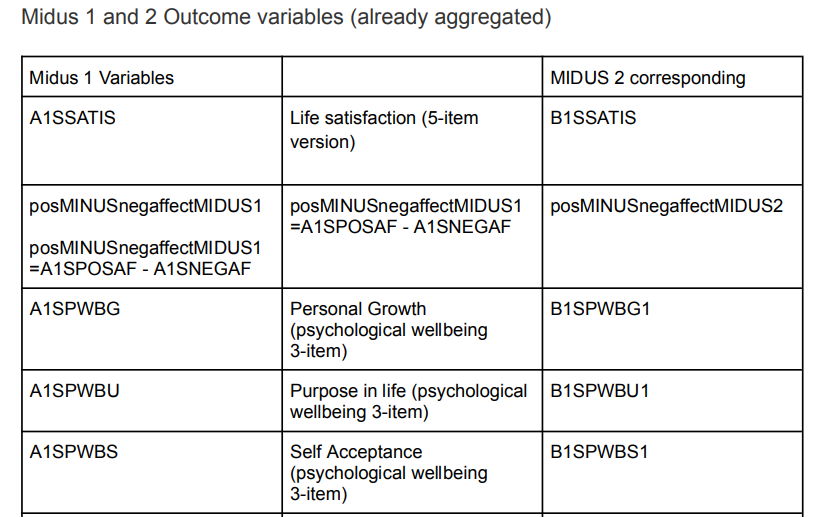 Midus 1 and 2 Outcome variables (already aggregated)
Midus 1 Variables
MIDUS 2 corresponding
A1SSATIS
Life satisfaction (5-item
version)
B1SSATIS
posMINUSnegaffectMIDUS1
posMINUSnegaffectMIDUS1
=A1SPOSAF - A1SNEGAF
posMINUSnegaffectMIDUS1
=A1SPOSAF - A1SNEGAF
posMINUSnegaffectMIDUS2
A1SPWBG
Personal Growth
(psychological wellbeing
3-item)
B1SPWBG1
A1SPWBU
Purpose in life (psychological
wellbeing 3-item)
B1SPWBU1
A1SPWBS
Self Acceptance
(psychological wellbeing
3-item)
B1SPWBS1